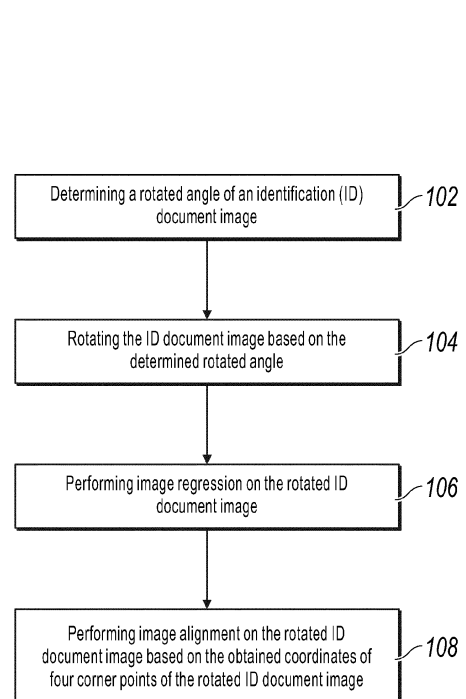 Determining a rotated angle of an identification (ID)
document image
102
Rotating the ID document image based on the
determined rotated angle
104
Performing image regression on the rotated ID
document image
106
Performing image alignment on the rotated ID
document image based on the obtained coordinates of
four corner points of the rotated ID document image
108